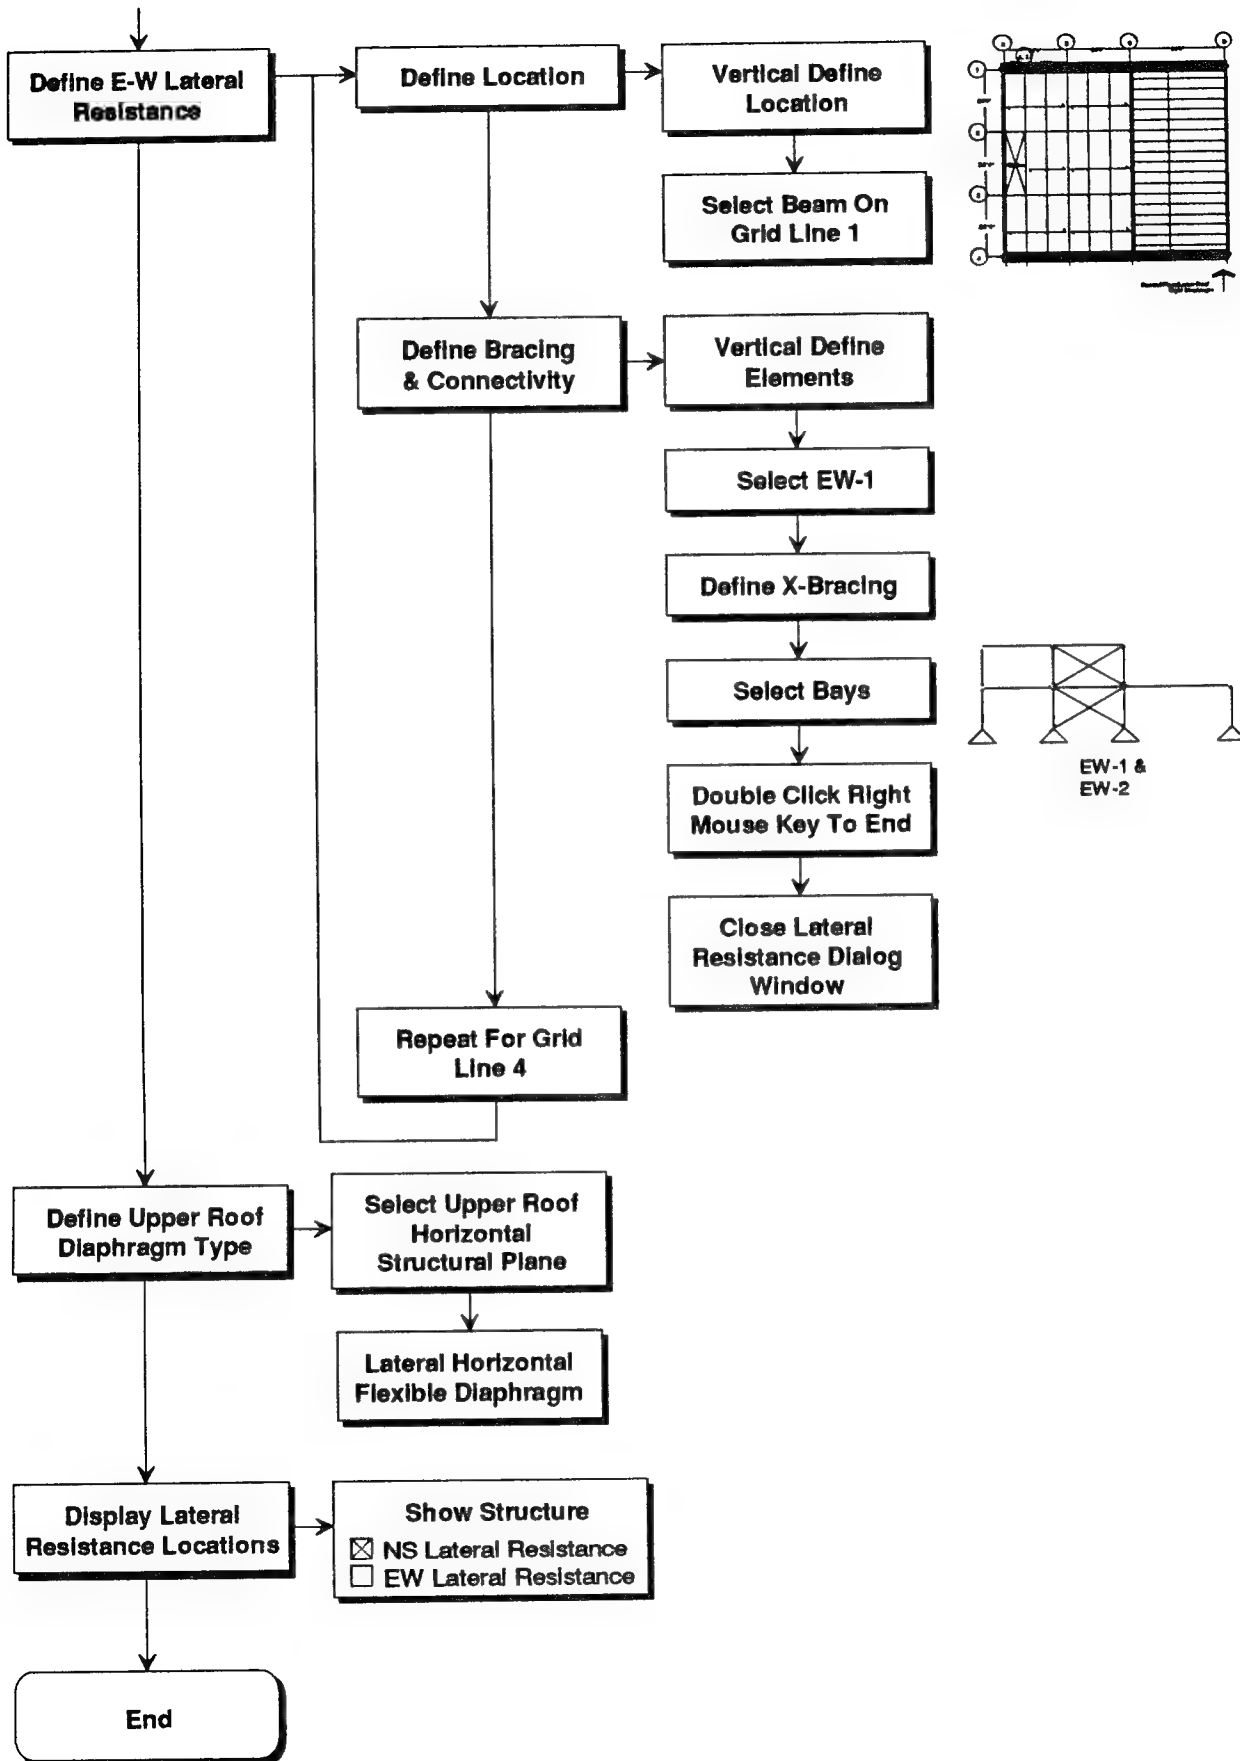 Define E-W Lateral
Resistance
Define Location
Vertical Define
Location
Select Beam On
Grid Line 1
Define Bracing
& Connectivity
Vertical Define
Elements
Select EW-1
Define X-Bracing
Select Bays
EW-1 &
EW-2
Double Click Right
Mouse Key To End
Close Lateral
Resistance Dialog
Window
Repeat For Grid
Line 4
Define Upper Roof
Diaphragm Type
Select Upper Roof
Horizontal
Structural Plane
Lateral Horizontal
Flexible Diaphragm
Display Lateral
Resistance Locations
Show Structure
NS Lateral Resistance
EW Lateral Resistance
End